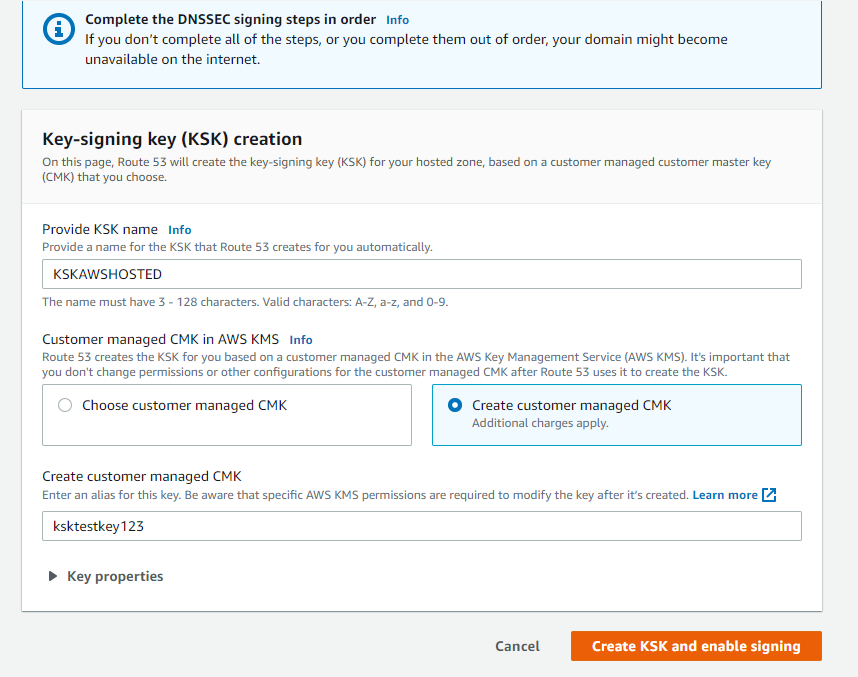 Complete the DNSSEC signing steps in order Info
If you don't complete all of the steps, or you complete them out of order, your domain might become
unavailable on the internet.
Key-signing key (KSK) creation
On this page, Route 53 will create the key-signing key (KSK) for your hosted zone, based on a customer managed customer master key
(CMK) that you choose.
Provide KSK name Info
Provide a name for the KSK that Route 53 creates for you automatically.
KSKAWSHOSTED
The name must have 3 - 128 characters. Valid characters: A-Z, a-z, and 0-9.
Customer managed CMK in AWS KMS Info
Route 53 creates the KSK for you based on a customer managed CMK in the AWS Key Management Service (AWS KMS). It's important that
you don't change permissions or other configurations for the customer managed CMK after Route 53 uses it to create the KSK.
Choose customer managed CMK
Create customer managed CMK
Additional charges apply.
Create customer managed CMK
Enter an alias for this key. Be aware that specific AWS KMS permissions are required to modify the key after it's created. Learn more
ksktestkey123
Key properties
Cancel Create KSK and enable signing